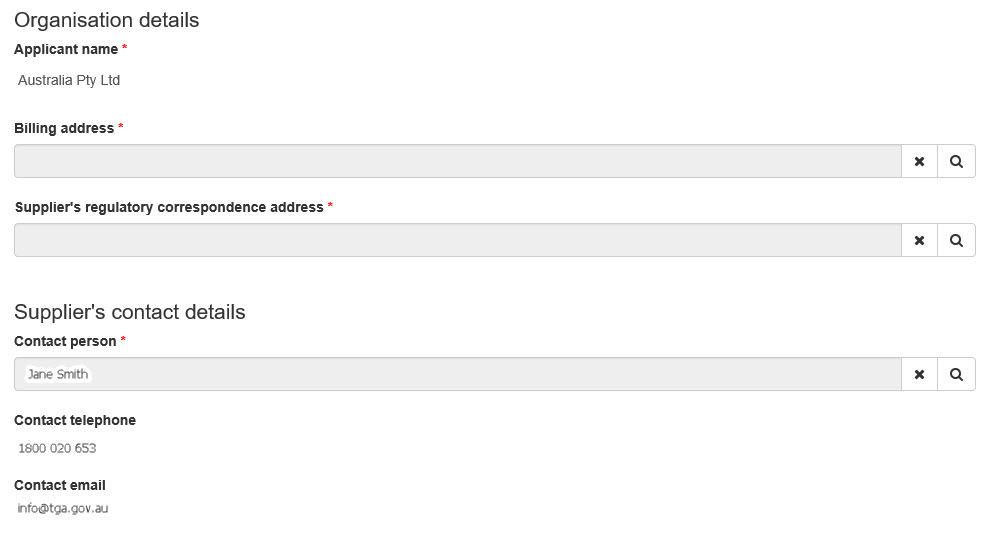 Organisation details
Applicant name *
Australia Pty Ltd
Billing address *
Supplier's regulatory correspondence address *
Supplier's contact details
Contact person *
Jane Smith
Contact telephone
1800 020 653
Contact email
info@tga.gov.au